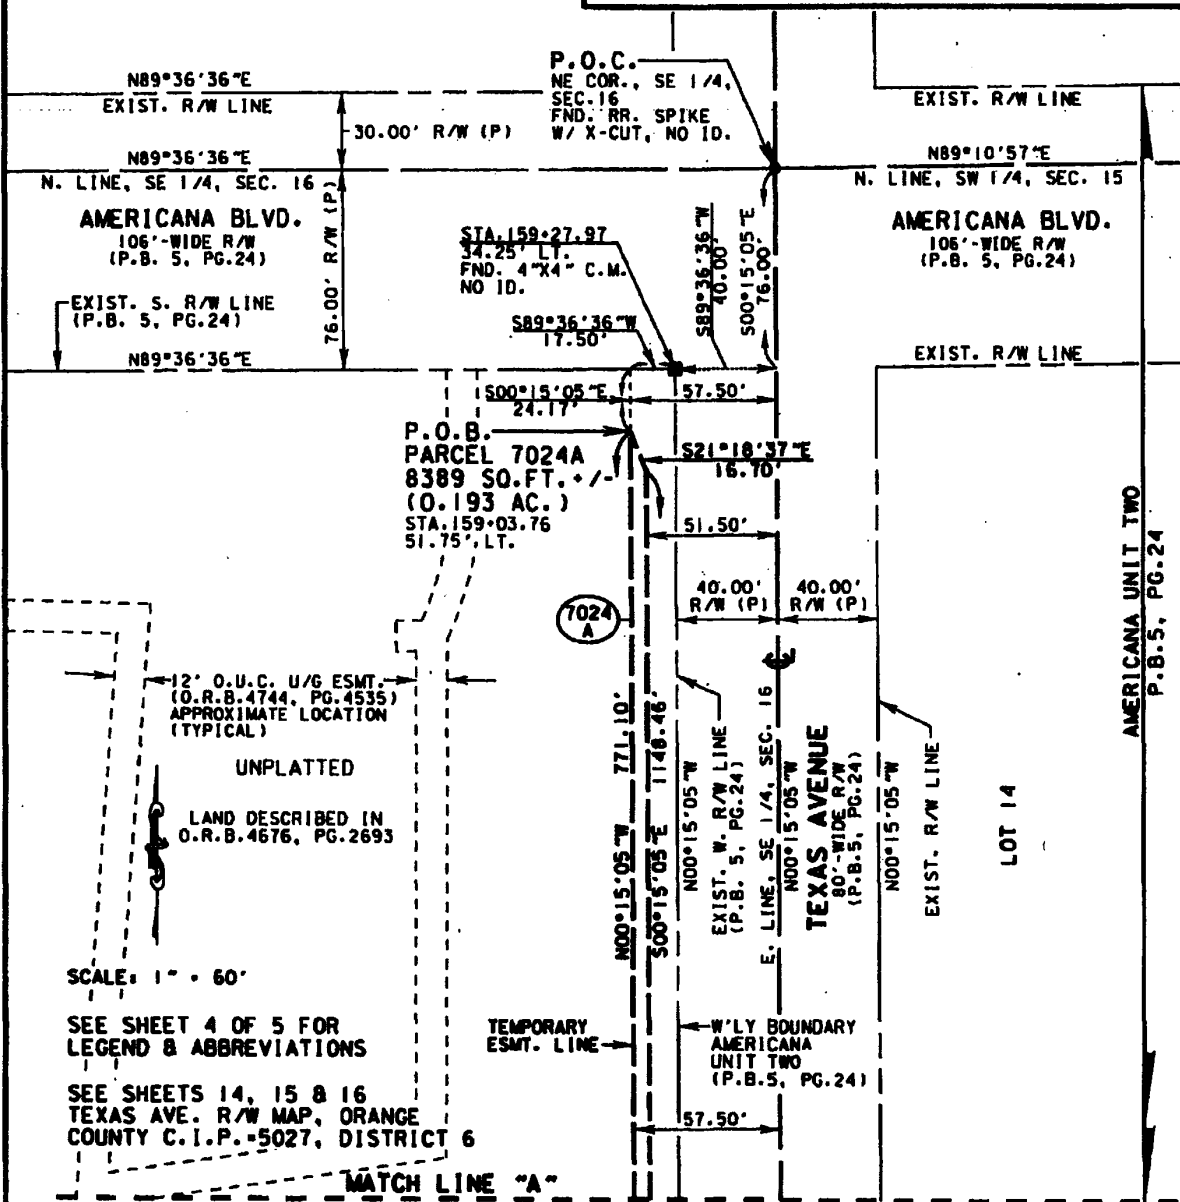 N89°36'36"E
EXIST. R/W LINE
30.00' R/W (P)
N89°36'36"E
N. LINE, SE 1/4, SEC. 16
AMERICANA BLVD.
106'-WIDE R/W
(P.B. 5, PG.24)
76.00' R/W (P)
EXIST. S. R/W LINE
(P.B. 5, PG.24)
N89°36'36"E
P.O.C.
NE COR., SE 1/4,
SEC.16
FND. RR. SPIKE
W/ X-CUT, NO ID.
EXIST. R/W LINE
N89°10'57"E
N. LINE, SW 1/4, SEC. 15
AMERICANA BLVD.
106'-WIDE R/W
(P.B. 5, PG.24)
EXIST. R/W LINE
STA.159+27.97
34.25' LT.
FND. 4"X4" C.M.
NO ID.
S89°36'36"W
40.00'
S00°15'05"E
76.00'
S89°36'36"W
17.50'
S00°15'05"E
24.17'
57.50'
P.O.B.
PARCEL 7024A
8389 SQ.FT.+/-
(0.193 AC.)
STA.159+03.76
51.75' LT.
S21°18'37"E
16.70'
51.50'
40.00'
R/W (P)
40.00'
R/W (P)
7024
A
12' O.U.C. U/G ESMT.
(O.R.B.4744, PG.4535)
APPROXIMATE LOCATION
(TYPICAL)
UNPLATTED
LAND DESCRIBED IN
O.R.B.4676, PG.2693
N00°15'05"W 771.10'
S00°15'05"E 1148.46'
N00°15'05"W
EXIST. W. R/W LINE
(P.B. 5, PG.24)
E. LINE, SE 1/4, SEC. 16
N00°15'05"W
TEXAS AVENUE
80'-WIDE R/W
(P.B.5, PG.24)
N00°15'05"W
EXIST. R/W LINE
LOT 14
AMERICANA UNIT TWO
P.B.5, PG.24
SCALE: 1" = 60'
SEE SHEET 4 OF 5 FOR
LEGEND & ABBREVIATIONS
SEE SHEETS 14, 15 & 16
TEXAS AVE. R/W MAP, ORANGE
COUNTY C.I.P.#5027, DISTRICT 6
TEMPORARY
ESMT. LINE
W'LY BOUNDARY
AMERICANA
UNIT TWO
(P.B.5, PG.24)
57.50'
MATCH LINE "A"